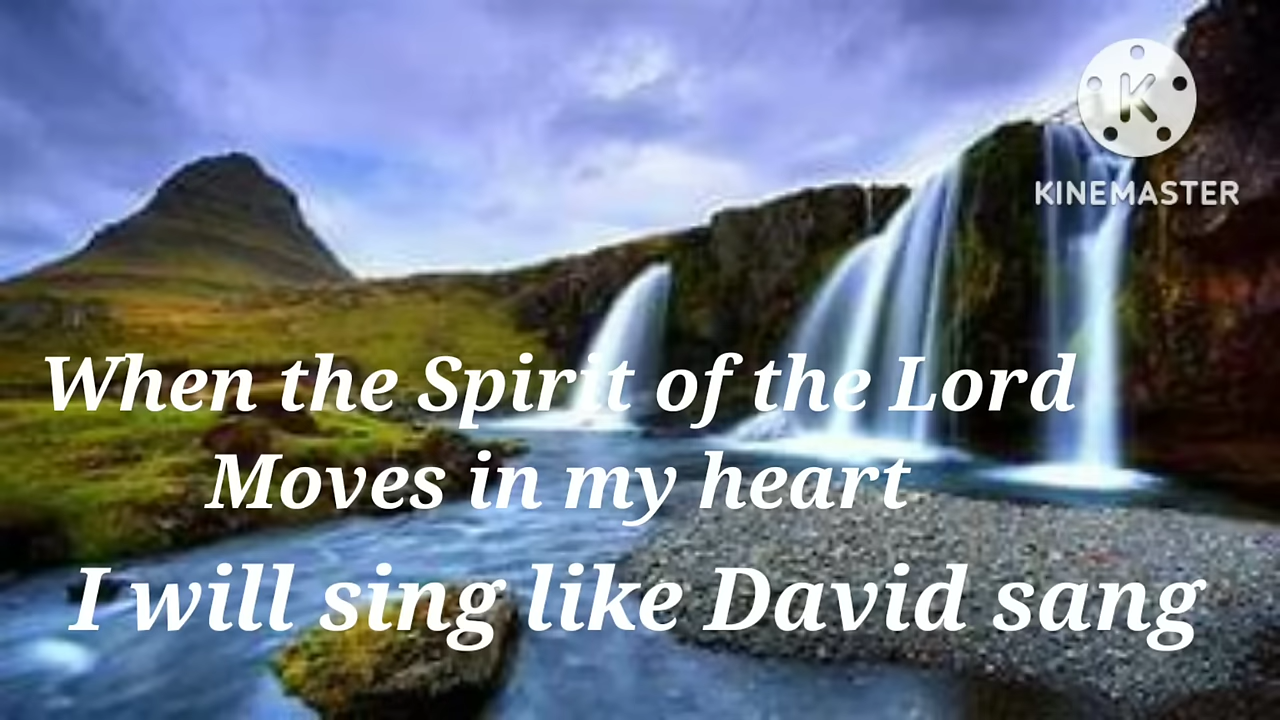 K
KINEMASTER
When the Spirit of the Lord
Moves in my heart
I will sing like David sang